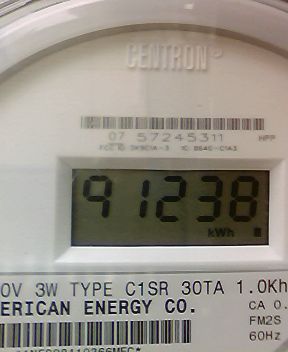 CENTRON®
07 57245311 HPP
91238
kWh
0V 3W TYPE C1SR 30TA 1.0Kh
ERICAN ENERGY CO.
CA 0.
FM2S
60Hz